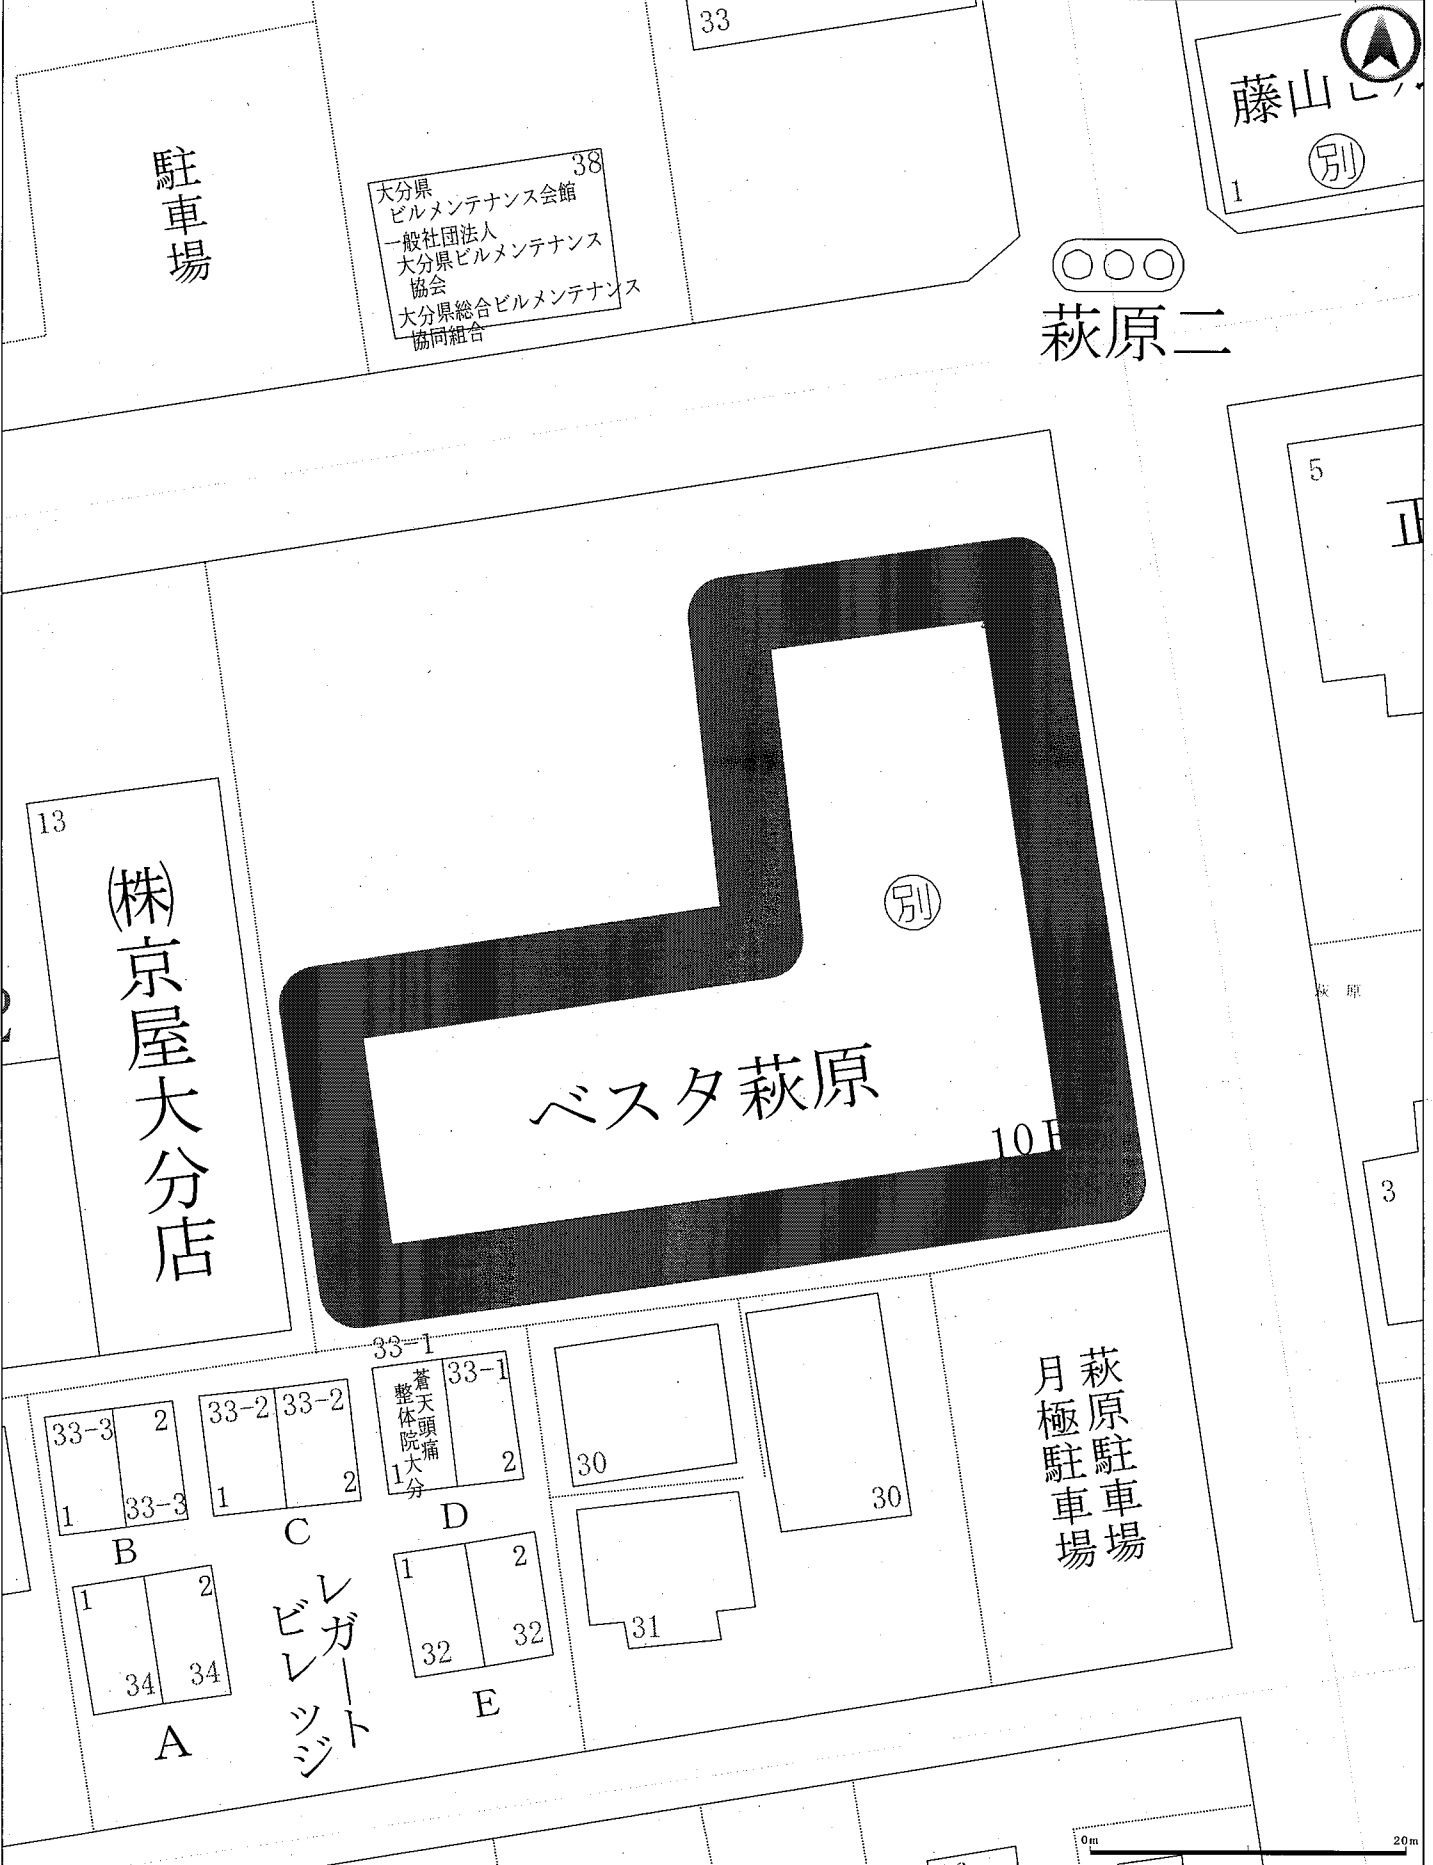 33
藤山ビル
別
1
駐車場
38
大分県
ビルメンテナンス会館
一般社団法人
大分県ビルメンテナンス
協会
大分県総合ビルメンテナンス
協同組合
萩原二
5
正
13
㈱京屋大分店
別
萩原
ベスタ萩原
10F
3
33-1
33-1
蒼天頭痛
整体院大分
1
2
33-3
2
1
33-3
B
33-2
33-2
1
2
C
D
30
30
萩原駐車場
月極駐車場
1
2
34
34
A
レガート
ビレッジ
1
2
32
32
E
31
0m
20m